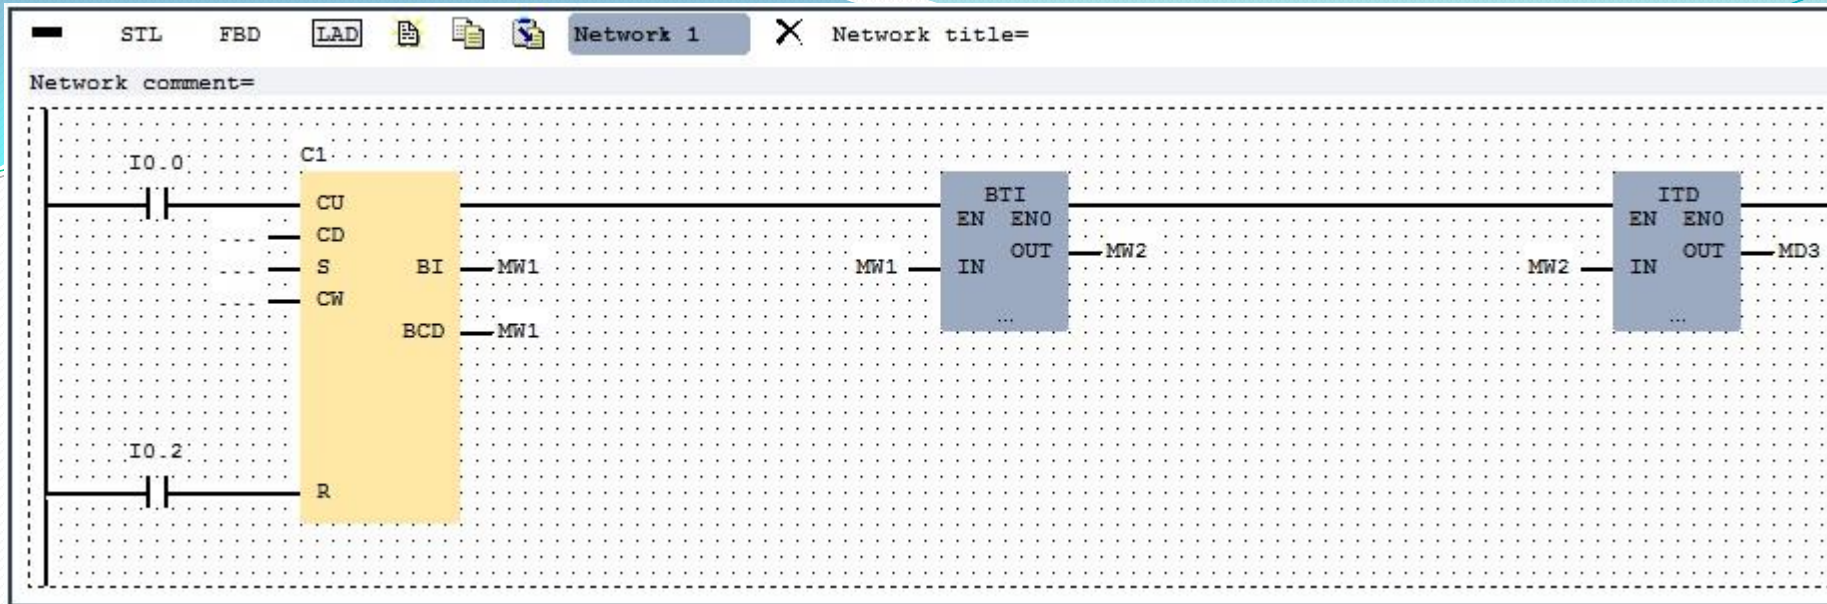 STL FBD LAD Network 1 Network title=
Network comment=
I0.0 C1
CU
CD
S BI MW1
CW
BCD MW1
I0.2
R
BTI
EN ENO
OUT MW2
MW1 IN
...
ITD
EN ENO
OUT MD3
MW2 IN
...